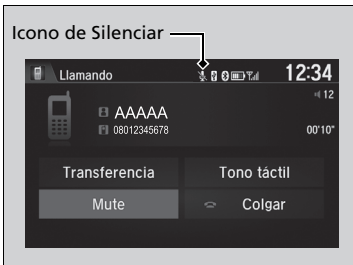 Icono de Silenciar
Llamando 12:34
12
AAAAA
08012345678 00'10"
Transferencia Tono táctil
Mute Colgar